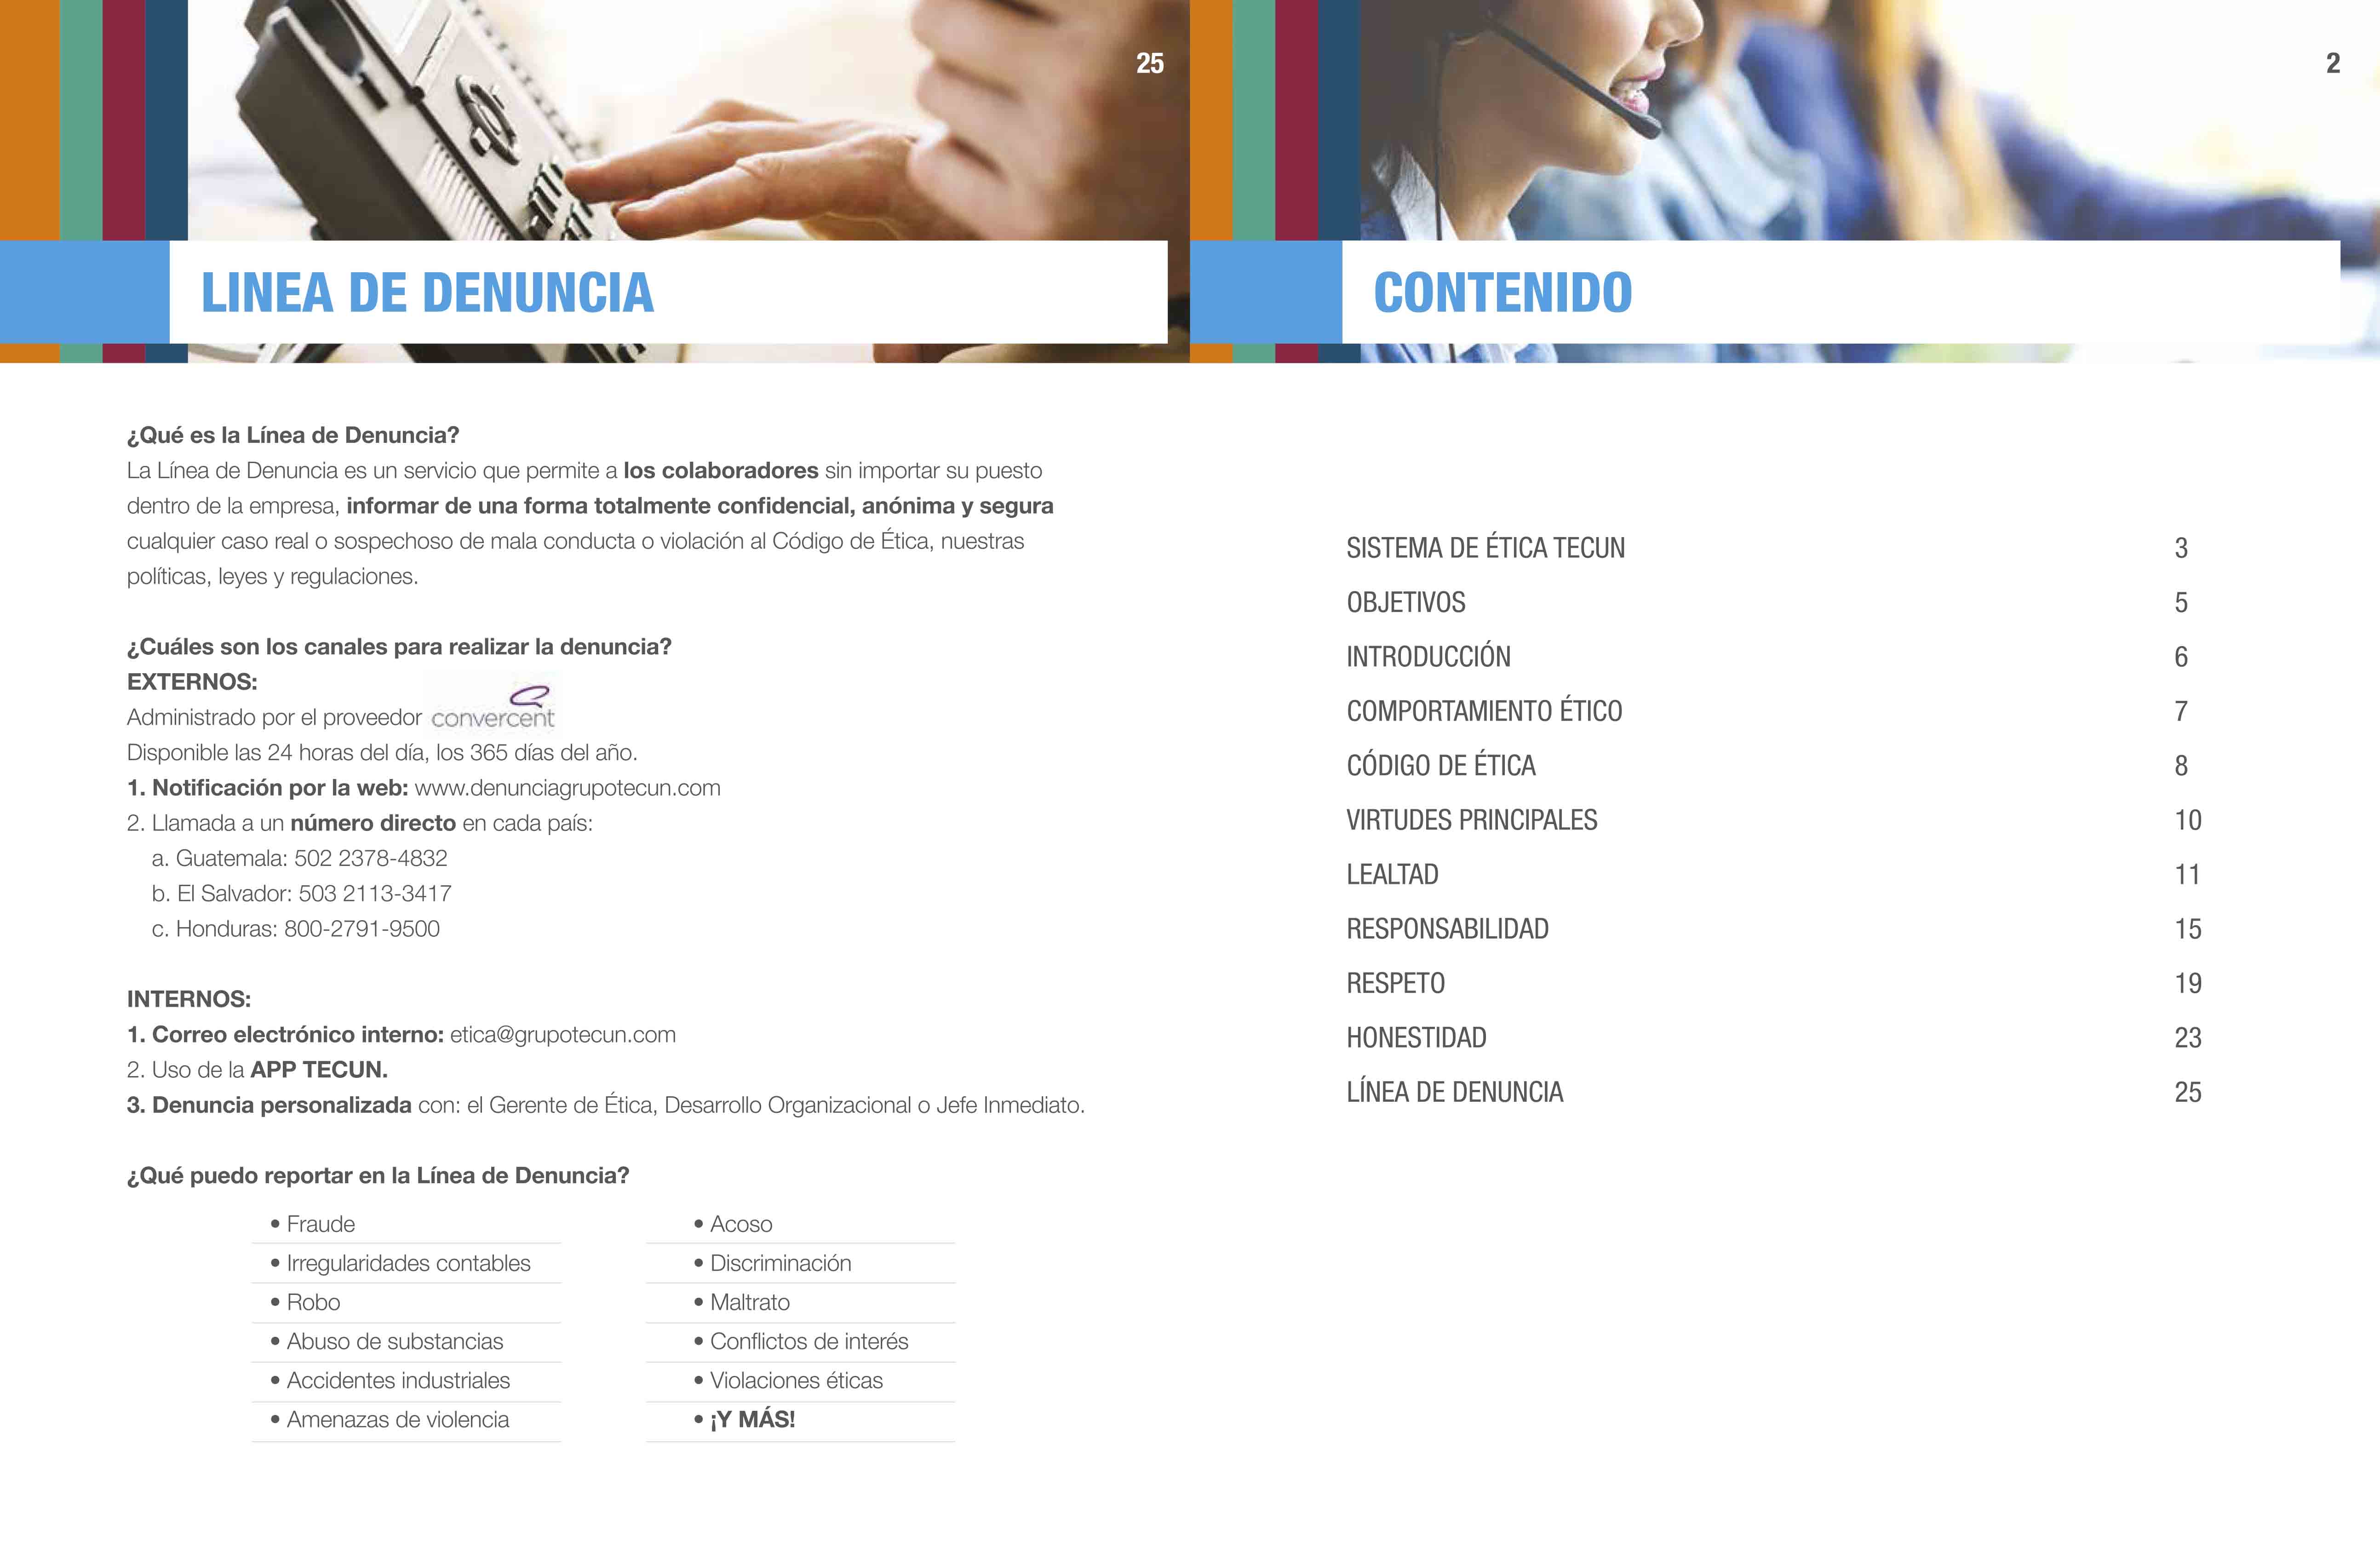 25
LINEA DE DENUNCIA
¿Qué es la Línea de Denuncia?
La Línea de Denuncia es un servicio que permite a los colaboradores sin importar su puesto
dentro de la empresa, informar de una forma totalmente confidencial, anónima y segura
cualquier caso real o sospechoso de mala conducta o violación al Código de Ética, nuestras
políticas, leyes y regulaciones.
¿Cuáles son los canales para realizar la denuncia?
EXTERNOS:
Administrado por el proveedor convercent
Disponible las 24 horas del día, los 365 días del año.
1. Notificación por la web: www.denunciagrupotecun.com
2. Llamada a un número directo en cada país:
a. Guatemala: 502 2378-4832
b. El Salvador: 503 2113-3417
c. Honduras: 800-2791-9500
INTERNOS:
1. Correo electrónico interno: etica@grupotecun.com
2. Uso de la APP TECUN.
3. Denuncia personalizada con: el Gerente de Ética, Desarrollo Organizacional o Jefe Inmediato.
¿Qué puedo reportar en la Línea de Denuncia?
• Fraude
• Irregularidades contables
• Robo
• Abuso de substancias
• Accidentes industriales
• Amenazas de violencia
• Acoso
• Discriminación
• Maltrato
• Conflictos de interés
• Violaciones éticas
• ¡Y MÁS!
2
CONTENIDO
SISTEMA DE ÉTICA TECUN 3
OBJETIVOS 5
INTRODUCCIÓN 6
COMPORTAMIENTO ÉTICO 7
CÓDIGO DE ÉTICA 8
VIRTUDES PRINCIPALES 10
LEALTAD 11
RESPONSABILIDAD 15
RESPETO 19
HONESTIDAD 23
LÍNEA DE DENUNCIA 25